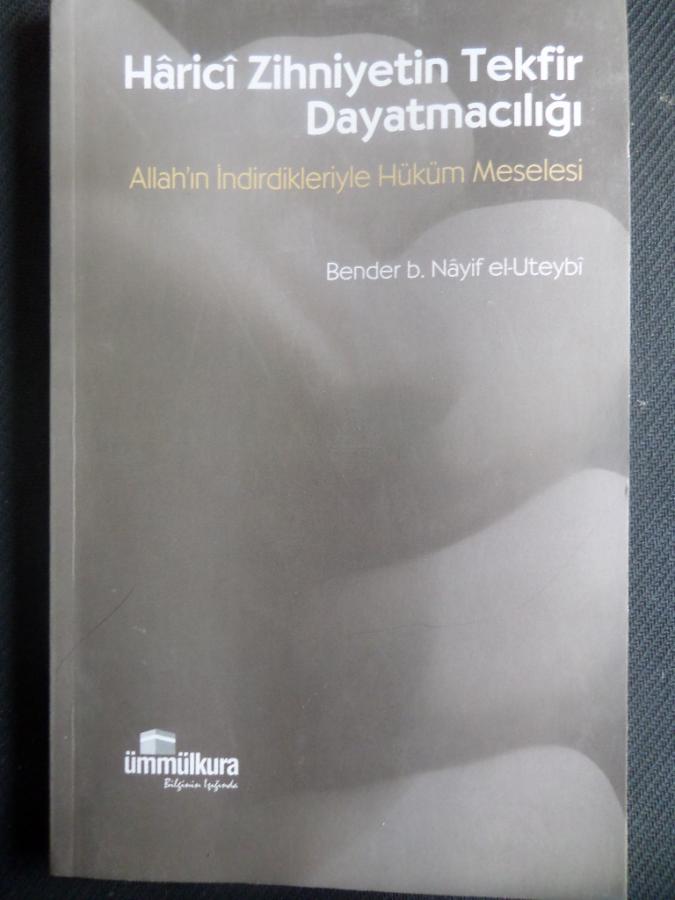 Hâricî Zihniyetin Tekfir
Dayatmacılığı
Allah'ın İndirdikleriyle Hüküm Meselesi
Bender b. Nâyif el-Uteybî
ümmülkura
Bilginin Işığında